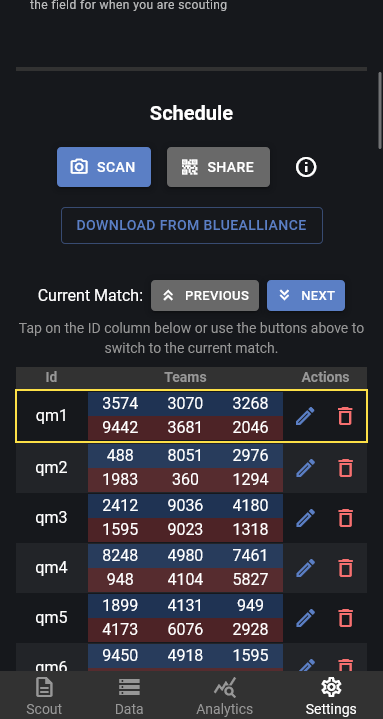 the field for when you are scouting
Schedule
SCAN SHARE
DOWNLOAD FROM BLUEALLIANCE
Current Match: PREVIOUS NEXT
Tap on the ID column below or use the buttons above to
switch to the current match.
Id Teams Actions
qm1 3574 3070 3268
9442 3681 2046
qm2 488 8051 2976
1983 360 1294
qm3 2412 9036 4180
1595 9023 1318
qm4 8248 4980 7461
948 4104 5827
qm5 1899 4131 949
4173 6076 2928
qm6 9450 4918 1595
Scout Data Analytics Settings